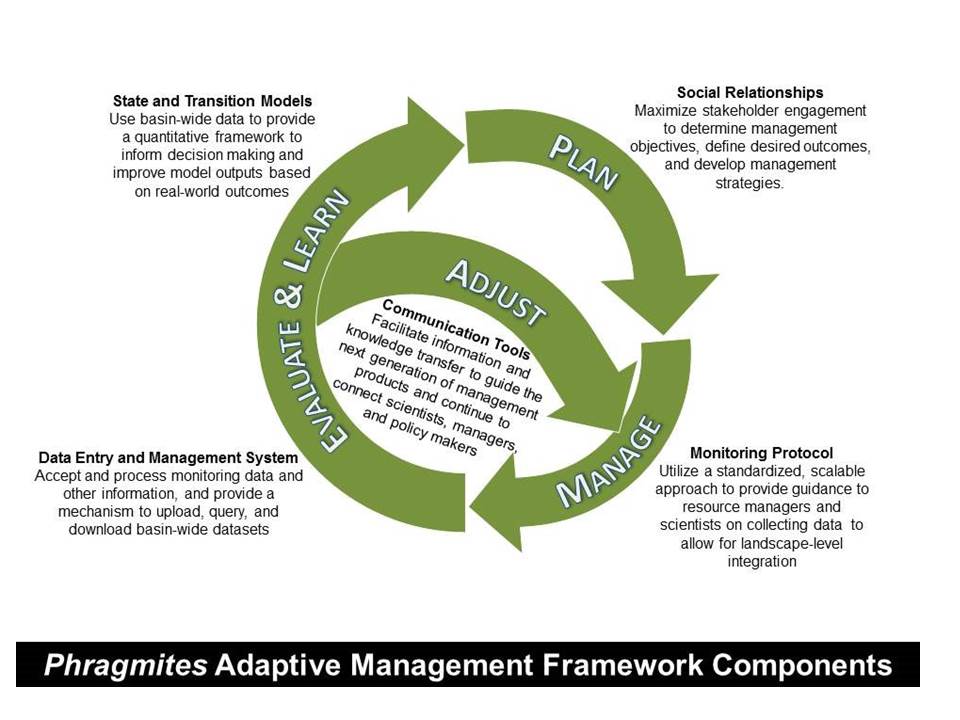 State and Transition Models
Use basin-wide data to provide
a quantitative framework to
inform decision making and
improve model outputs based
on real-world outcomes
Social Relationships
Maximize stakeholder engagement
to determine management
objectives, define desired outcomes,
and develop management
strategies.
PLAN
EVALUATE & LEARN
ADJUST
Communication Tools
Facilitate information and
knowledge transfer to guide the
next generation of management
products and continue to
connect scientists, managers,
and policy makers
MANAGE
Data Entry and Management System
Accept and process monitoring data and
other information, and provide a
mechanism to upload, query, and
download basin-wide datasets
Monitoring Protocol
Utilize a standardized, scalable
approach to provide guidance to
resource managers and
scientists on collecting data to
allow for landscape-level
integration
Phragmites Adaptive Management Framework Components